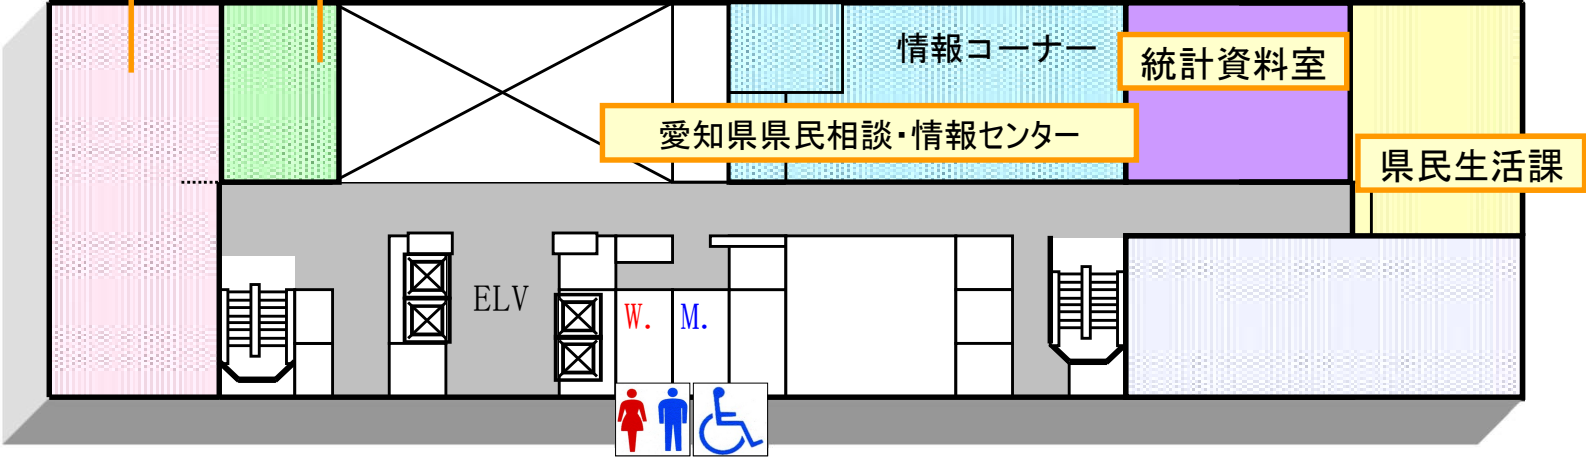 情報コーナー
統計資料室
愛知県県民相談・情報センター
県民生活課
ELV
W.
M.